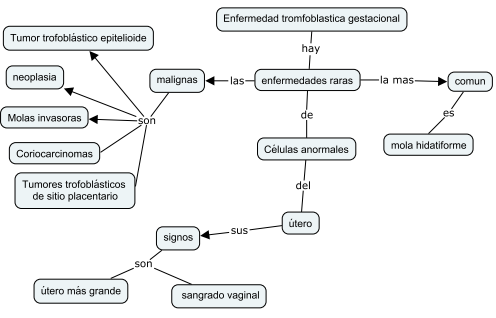 Enfermedad tromfoblastica gestacional
hay
Tumor trofoblástico epitelioide
neoplasia
malignas
las
enfermedades raras
la mas
comun
Molas invasoras
son
de
es
Coriocarcinomas
Células anormales
mola hidatiforme
Tumores trofoblásticos
de sitio placentario
del
útero
signos
sus
son
útero más grande
sangrado vaginal